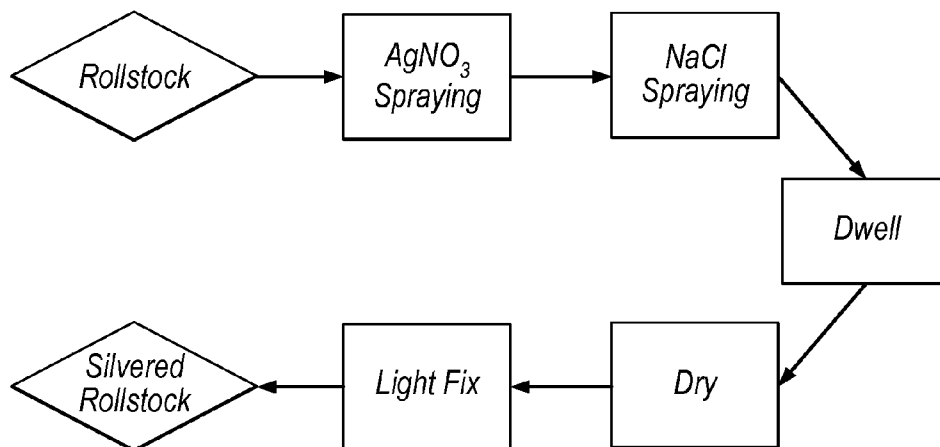 Rollstock
AgNO₃
Spraying
NaCl
Spraying
Dwell
Dry
Light Fix
Silvered
Rollstock